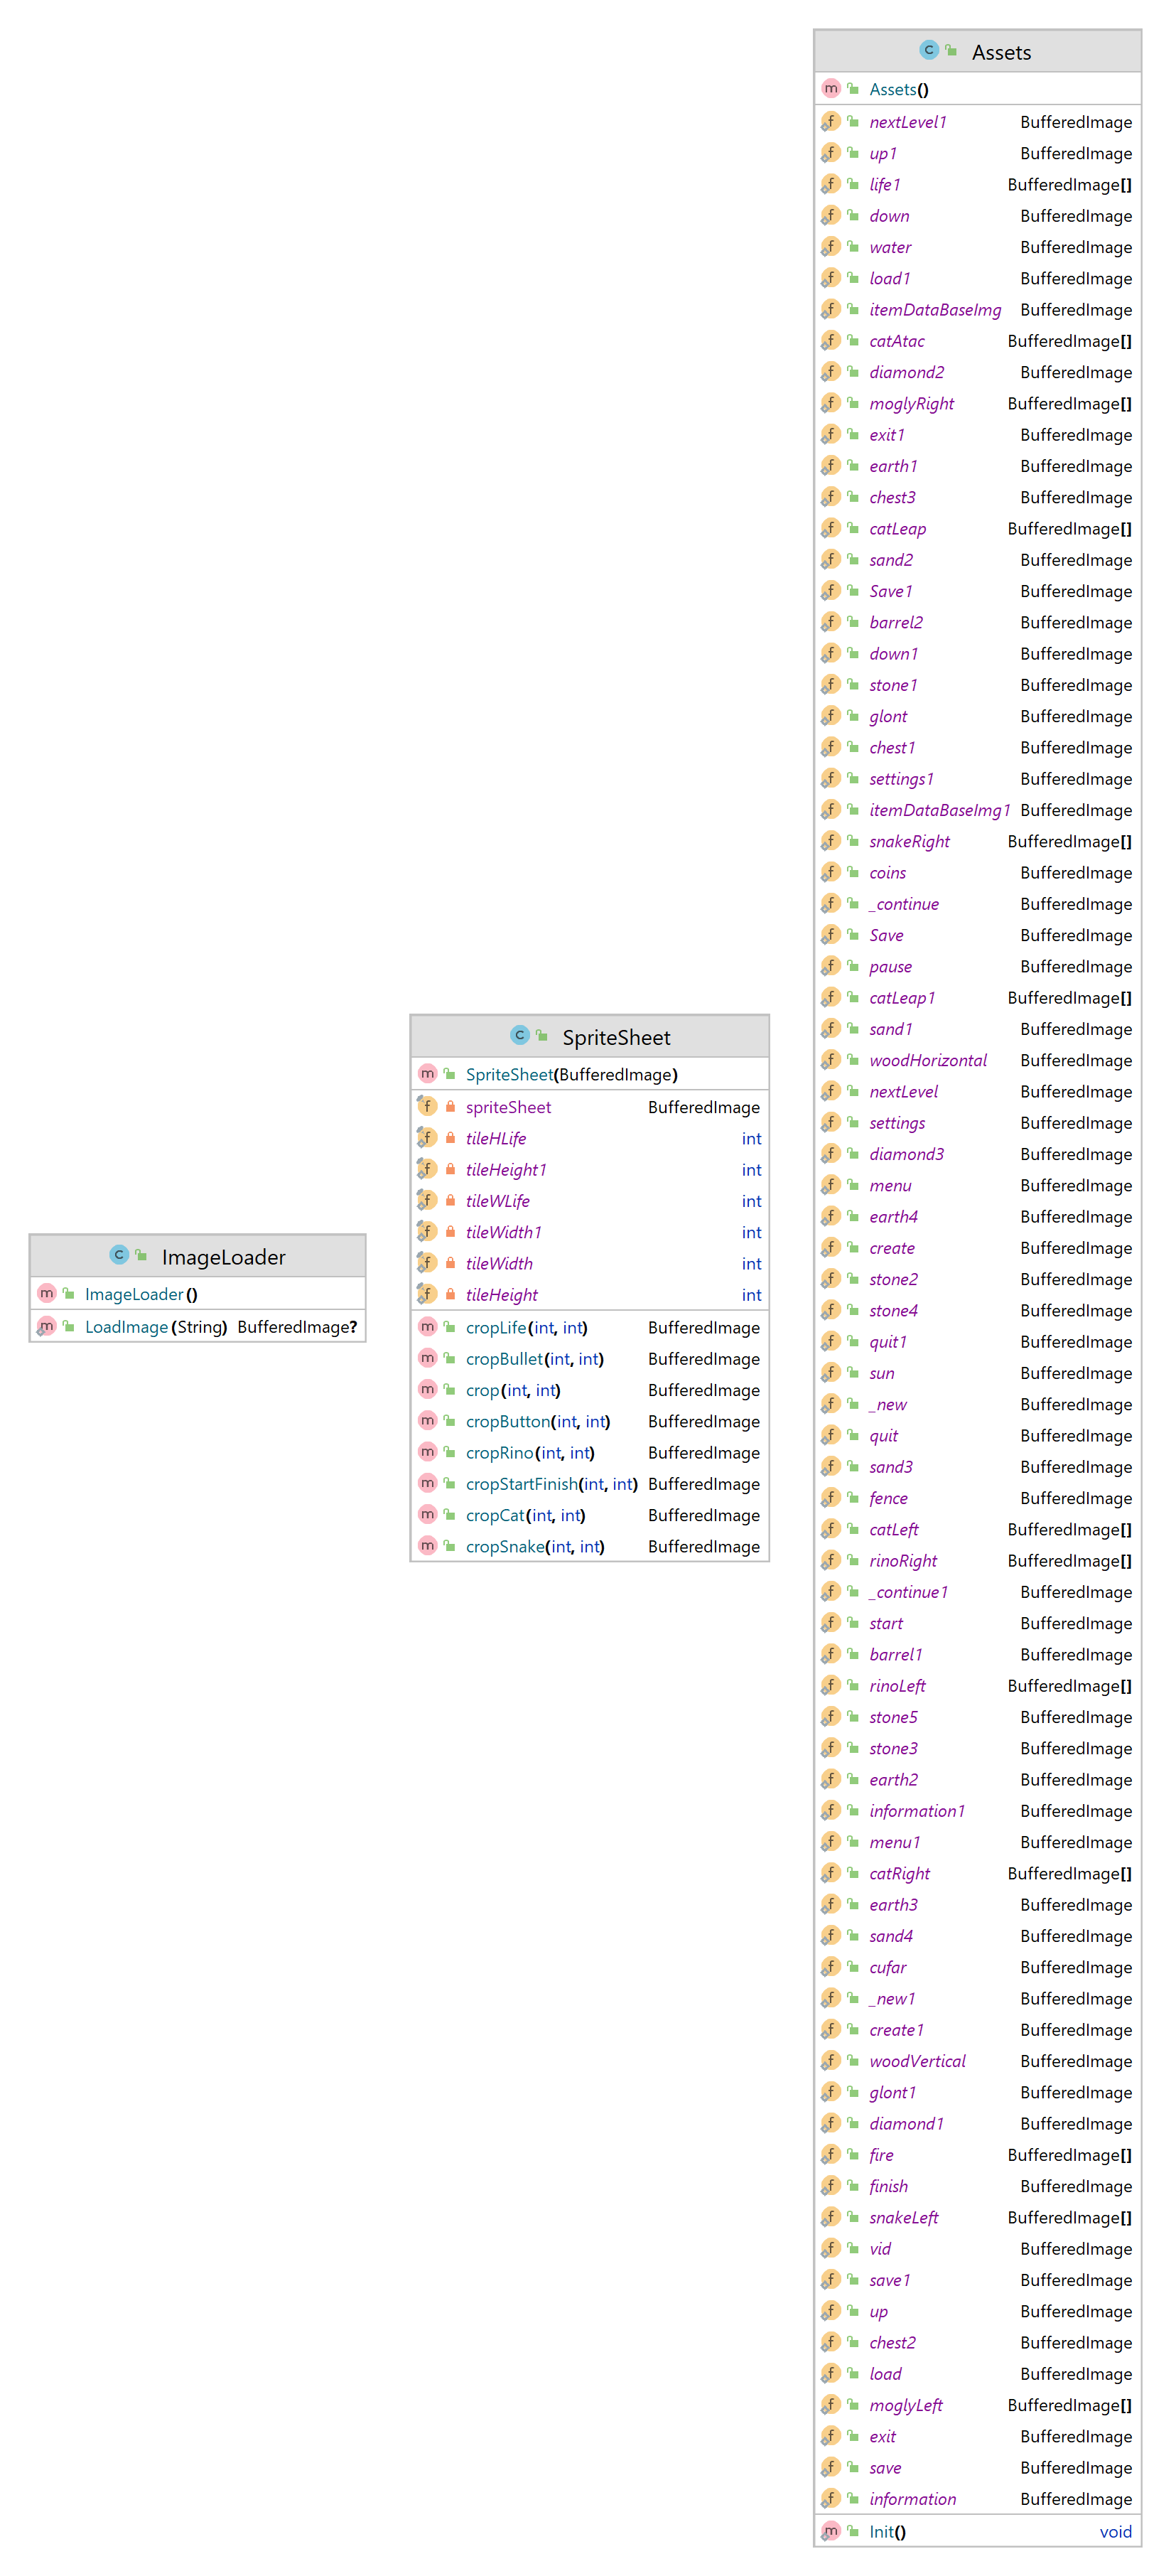 ImageLoader
ImageLoader()
LoadImage(String) BufferedImage?
SpriteSheet
SpriteSheet(BufferedImage)
spriteSheet BufferedImage
tileHLife int
tileHeight1 int
tileWLife int
tileWidth1 int
tileWidth int
tileHeight int
cropLife(int, int) BufferedImage
cropBullet(int, int) BufferedImage
crop(int, int) BufferedImage
cropButton(int, int) BufferedImage
cropRino(int, int) BufferedImage
cropStartFinish(int, int) BufferedImage
cropCat(int, int) BufferedImage
cropSnake(int, int) BufferedImage
Assets
Assets()
nextLevel1 BufferedImage
up1 BufferedImage
life1 BufferedImage[]
down BufferedImage
water BufferedImage
load1 BufferedImage
itemDataBaseImg BufferedImage
catAtac BufferedImage[]
diamond2 BufferedImage
moglyRight BufferedImage[]
exit1 BufferedImage
earth1 BufferedImage
chest3 BufferedImage
catLeap BufferedImage[]
sand2 BufferedImage
Save1 BufferedImage
barrel2 BufferedImage
down1 BufferedImage
stone1 BufferedImage
glont BufferedImage
chest1 BufferedImage
settings1 BufferedImage
itemDataBaseImg1 BufferedImage
snakeRight BufferedImage[]
coins BufferedImage
_continue BufferedImage
Save BufferedImage
pause BufferedImage
catLeap1 BufferedImage[]
sand1 BufferedImage
woodHorizontal BufferedImage
nextLevel BufferedImage
settings BufferedImage
diamond3 BufferedImage
menu BufferedImage
earth4 BufferedImage
create BufferedImage
stone2 BufferedImage
stone4 BufferedImage
quit1 BufferedImage
sun BufferedImage
_new BufferedImage
quit BufferedImage
sand3 BufferedImage
fence BufferedImage
catLeft BufferedImage[]
rinoRight BufferedImage[]
_continue1 BufferedImage
start BufferedImage
barrel1 BufferedImage
rinoLeft BufferedImage[]
stone5 BufferedImage
stone3 BufferedImage
earth2 BufferedImage
information1 BufferedImage
menu1 BufferedImage
catRight BufferedImage[]
earth3 BufferedImage
sand4 BufferedImage
cufar BufferedImage
_new1 BufferedImage
create1 BufferedImage
woodVertical BufferedImage
glont1 BufferedImage
diamond1 BufferedImage
fire BufferedImage[]
finish BufferedImage
snakeLeft BufferedImage[]
vid BufferedImage
save1 BufferedImage
up BufferedImage
chest2 BufferedImage
load BufferedImage
moglyLeft BufferedImage[]
exit BufferedImage
save BufferedImage
information BufferedImage
Init() void